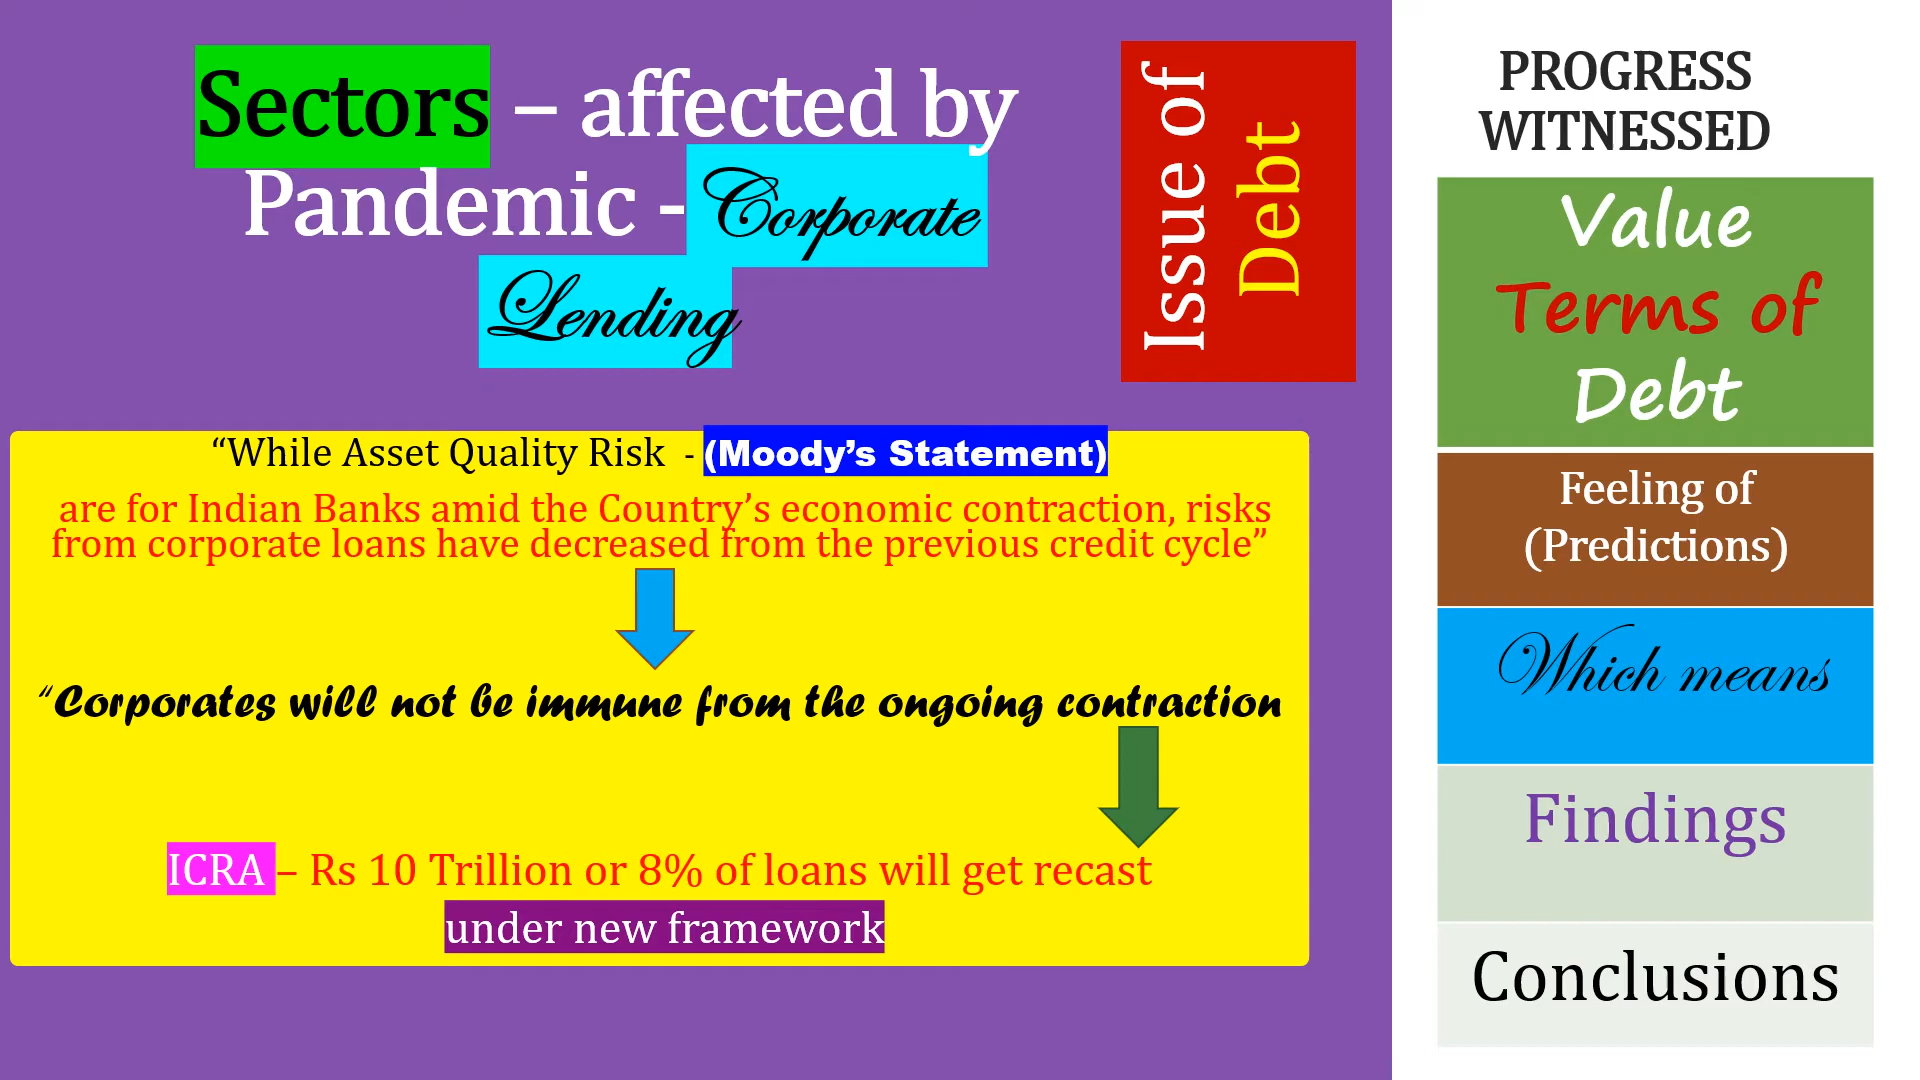 Sectors – affected by
Pandemic - Corporate
Lending
Issue of
Debt
“While Asset Quality Risk - (Moody’s Statement)
are for Indian Banks amid the Country’s economic contraction, risks
from corporate loans have decreased from the previous credit cycle”
“Corporates will not be immune from the ongoing contraction
ICRA – Rs 10 Trillion or 8% of loans will get recast
under new framework
PROGRESS
WITNESSED
Value
Terms of
Debt
Feeling of
(Predictions)
Which means
Findings
Conclusions